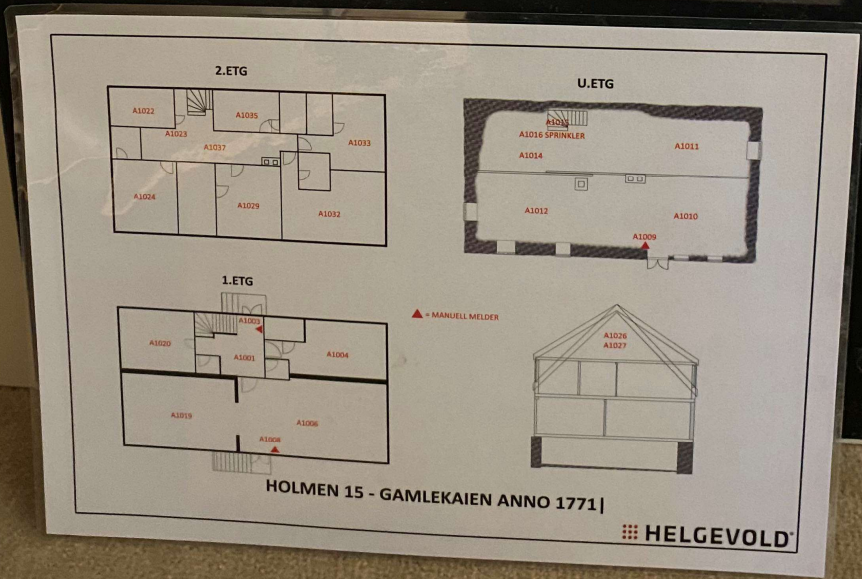 2.ETG
A1022
A1035
A1023
A1037
A1033
A1024
A1029
A1032
U.ETG
A1015
A1016 SPRINKLER
A1011
A1014
A1012
A1010
A1009
1.ETG
A1003
A1020
A1001
A1004
A1019
A1006
A1008
= MANUELL MELDER
A1026
A1027
HOLMEN 15 - GAMLEKAIEN ANNO 1771|
HELGEVOLD